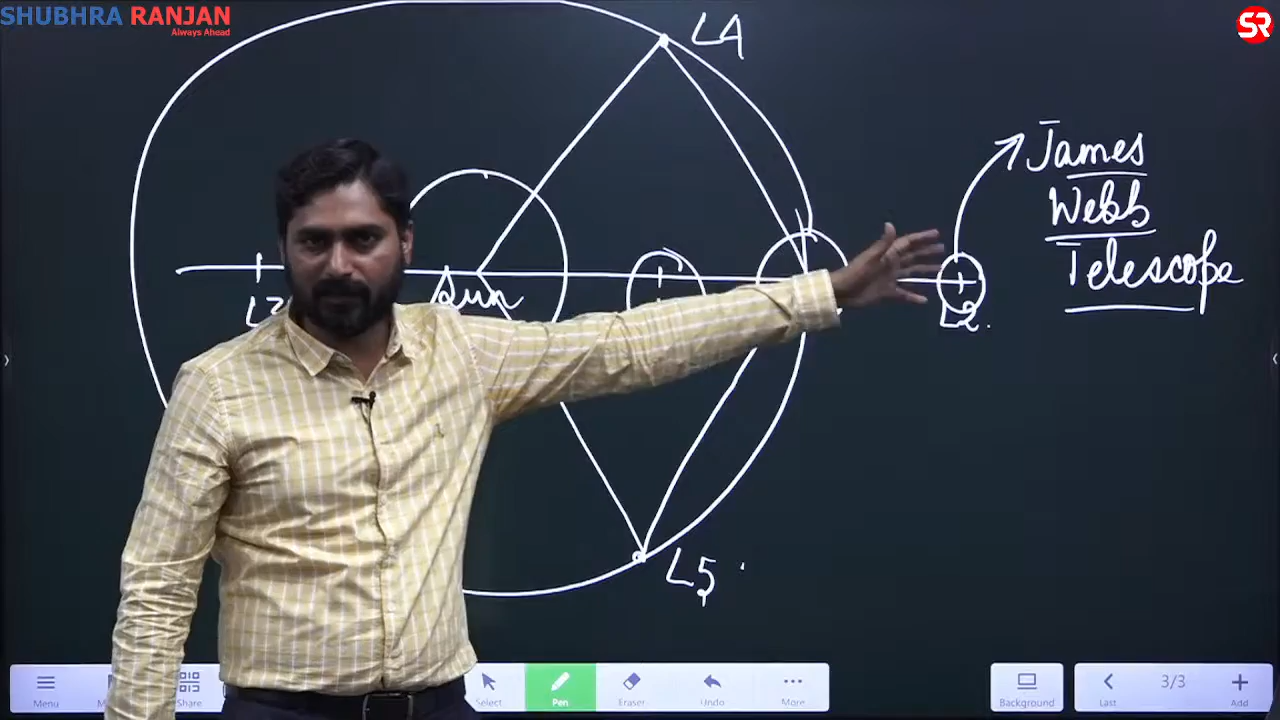 SHUBHRA RANJAN
Always Ahead
SR
L4
James
Webb
Telescope
Sun
L2.
L5
Menu
Share
Select
Pen
Eraser
Undo
More
Background
Last
3/3
Add